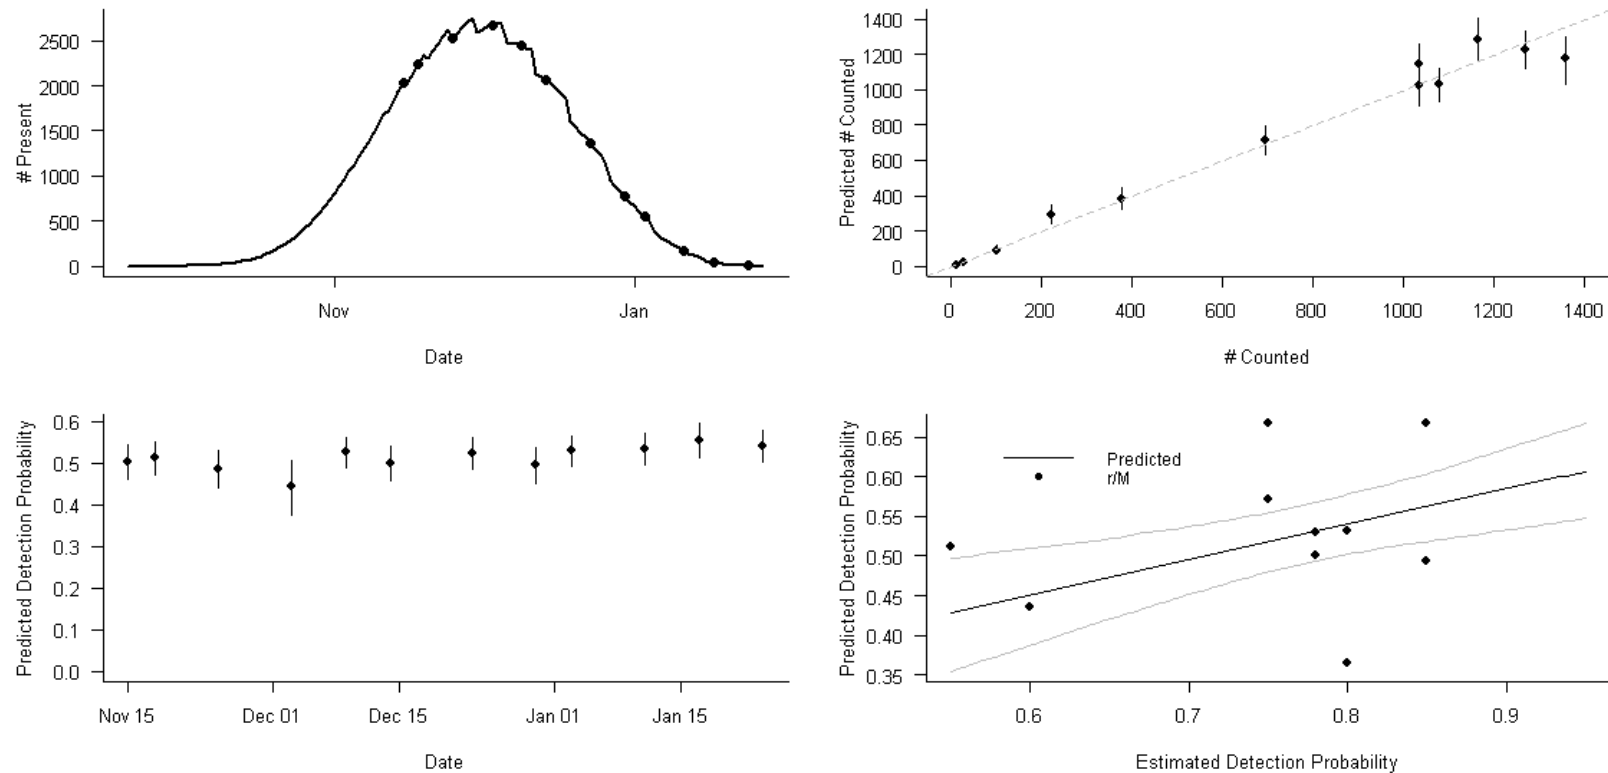 # Present
2500
2000
1500
1000
500
0
Nov
Jan
Date
Predicted # Counted
1400
1200
1000
800
600
400
200
0
0
200
400
600
800
1000
1200
1400
# Counted
Predicted Detection Probability
0.6
0.5
0.4
0.3
0.2
0.1
0.0
Nov 15
Dec 01
Dec 15
Jan 01
Jan 15
Date
Predicted Detection Probability
0.65
0.60
0.55
0.50
0.45
0.40
0.35
Predicted
r/M
0.6
0.7
0.8
0.9
Estimated Detection Probability